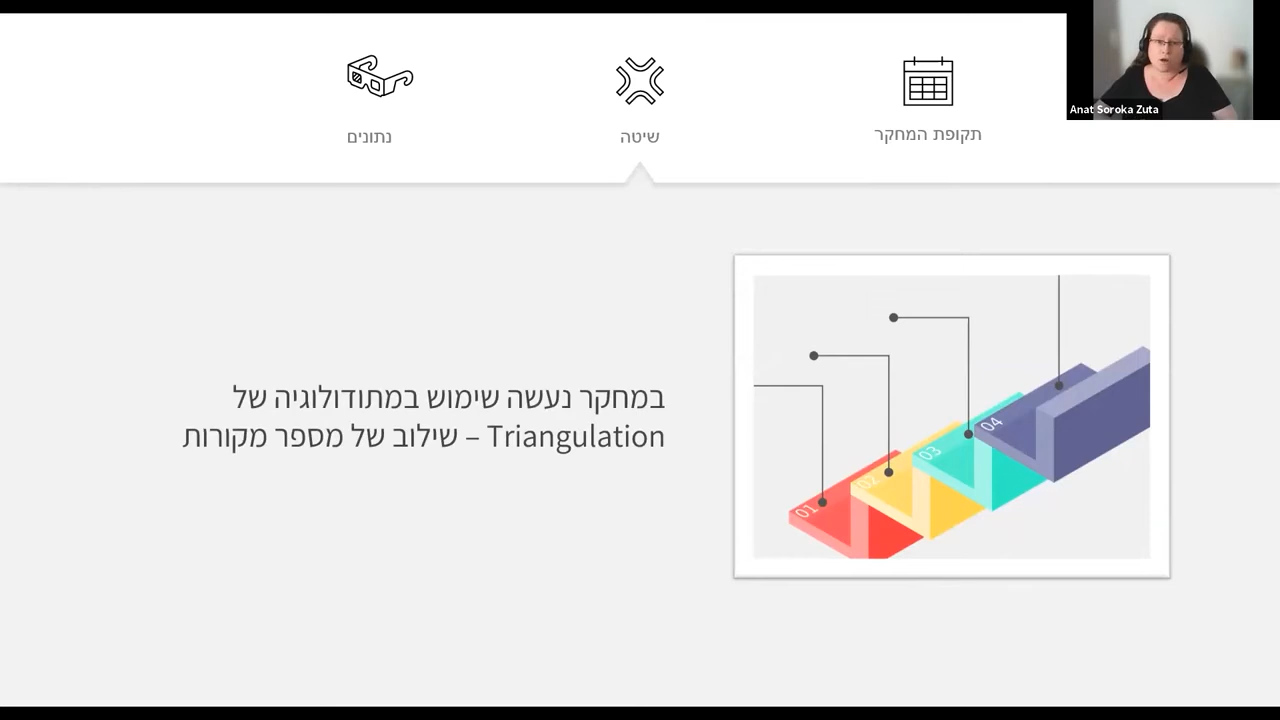 תקופת המחקר
שיטה
נתונים
Anat Soroka Zuta
במחקר נעשה שימוש במתודולוגיה של
Triangulation – שילוב של מספר מקורות
01
02
03
04